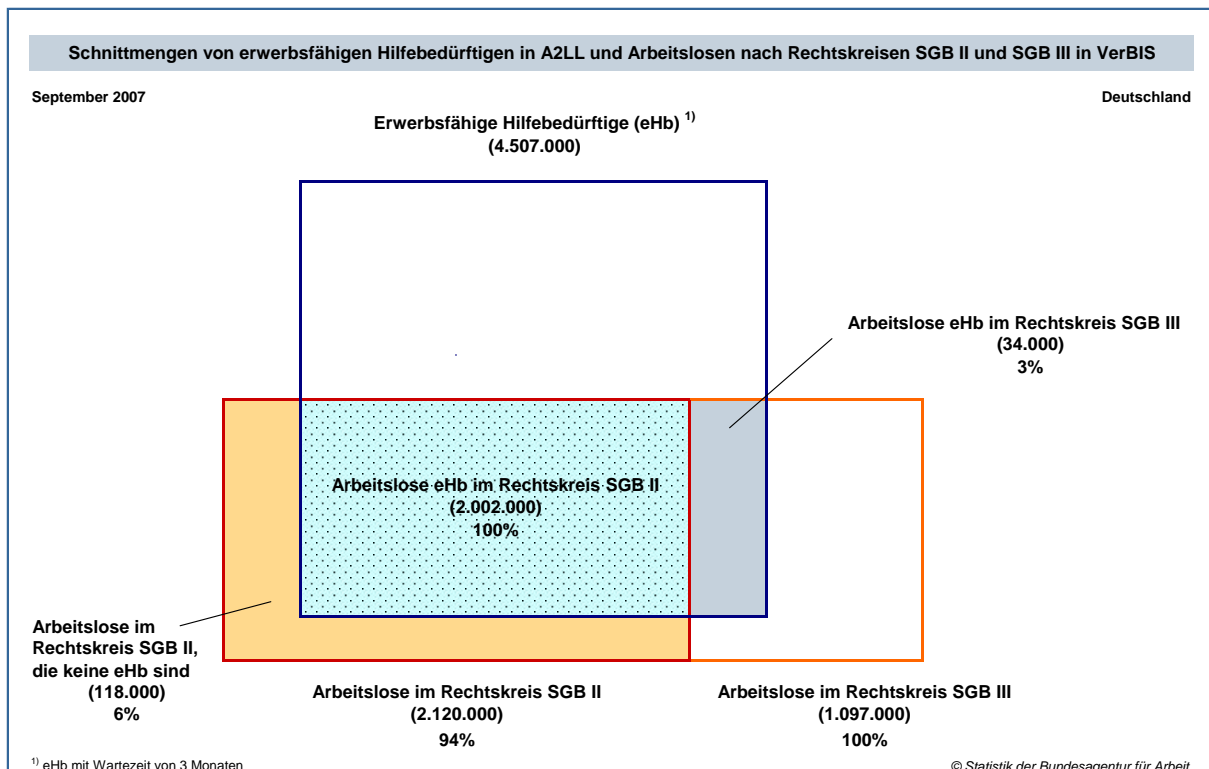 Schnittmengen von erwerbsfähigen Hilfebedürftigen in A2LL und Arbeitslosen nach Rechtskreisen SGB II und SGB III in VerBIS
September 2007
Deutschland
Erwerbsfähige Hilfebedürftige (eHb) 1)
(4.507.000)
Arbeitslose eHb im Rechtskreis SGB III
(34.000)
3%
Arbeitslose eHb im Rechtskreis SGB II
(2.002.000)
100%
Arbeitslose im
Rechtskreis SGB II,
die keine eHb sind
(118.000)
6%
Arbeitslose im Rechtskreis SGB II
(2.120.000)
94%
Arbeitslose im Rechtskreis SGB III
(1.097.000)
100%
1) eHb mit Wartezeit von 3 Monaten
© Statistik der Bundesagentur für Arbeit